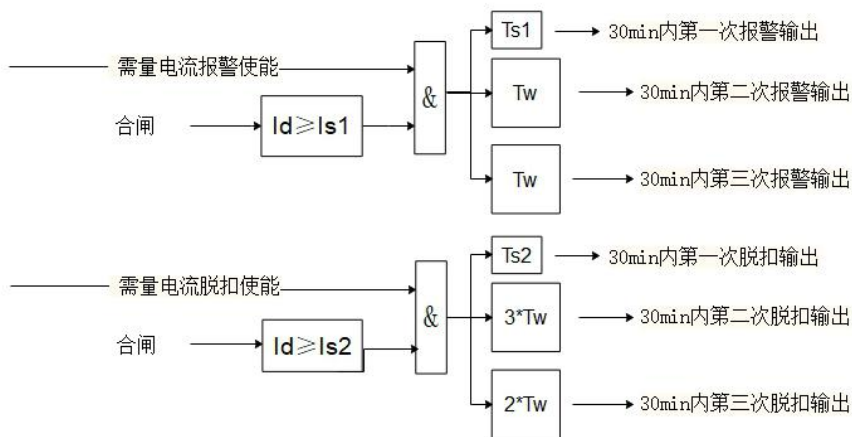 Ts1
30min内第一次报警输出
需量电流报警使能
&
Tw
30min内第二次报警输出
合闸
Id≥Is1
Tw
30min内第三次报警输出
Ts2
30min内第一次脱扣输出
需量电流脱扣使能
&
3*Tw
30min内第二次脱扣输出
合闸
Id≥Is2
2*Tw
30min内第三次脱扣输出